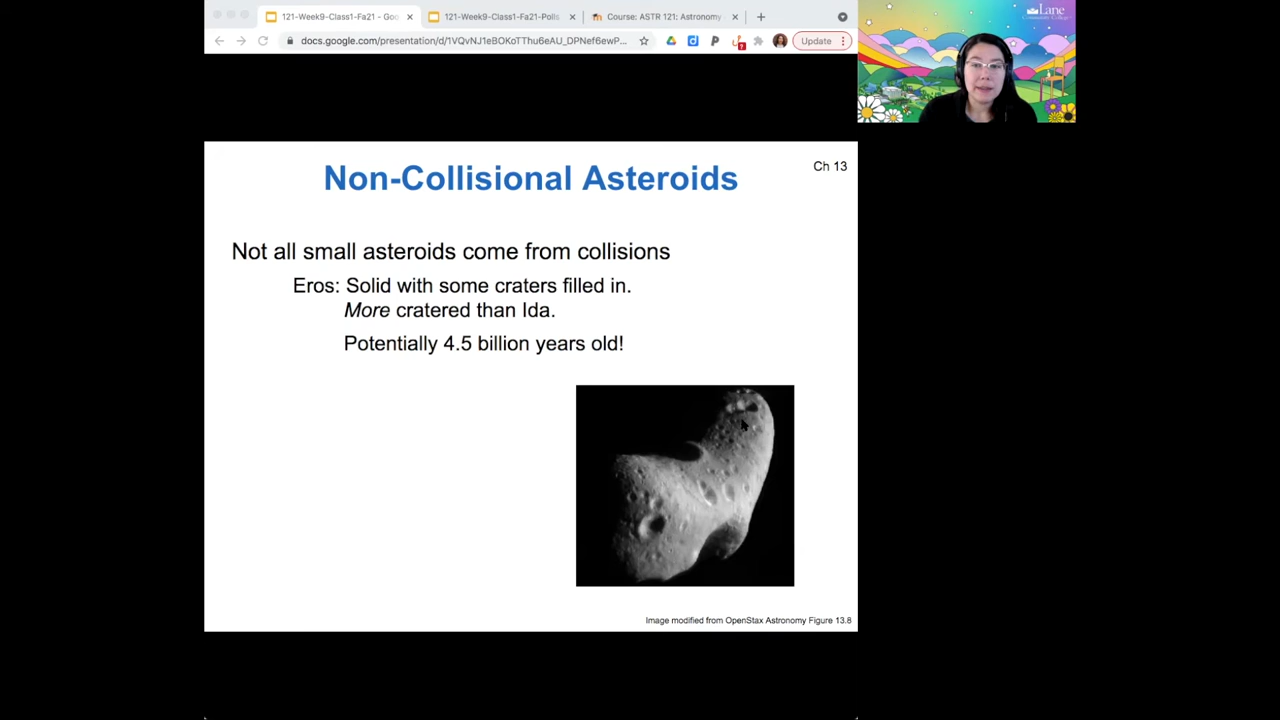 121-Week9-Class1-Fa21 - Goo
121-Week9-Class1-Fa21-Polls
Course: ASTR 121: Astronomy
docs.google.com/presentation/d/1VQvNJ1eBOKoTThu6eAU_DPNef6ewP...
Update
Lane
Community College
Non-Collisional Asteroids
Ch 13
Not all small asteroids come from collisions
Eros: Solid with some craters filled in.
More cratered than Ida.
Potentially 4.5 billion years old!
Image modified from OpenStax Astronomy Figure 13.8